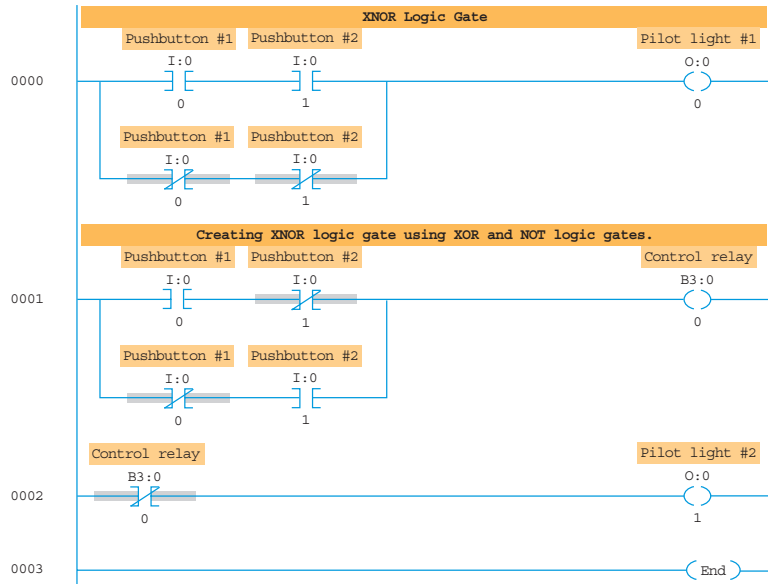 XNOR Logic Gate
Pushbutton #1 Pushbutton #2 Pilot light #1
I:0 I:0 O:0
0000
0 1 0
Pushbutton #1 Pushbutton #2
I:0 I:0
0 1
Creating XNOR logic gate using XOR and NOT logic gates.
Pushbutton #1 Pushbutton #2 Control relay
I:0 I:0 B3:0
0001
0 1 0
Pushbutton #1 Pushbutton #2
I:0 I:0
0 1
Control relay Pilot light #2
B3:0 O:0
0002
0 1
0003 End